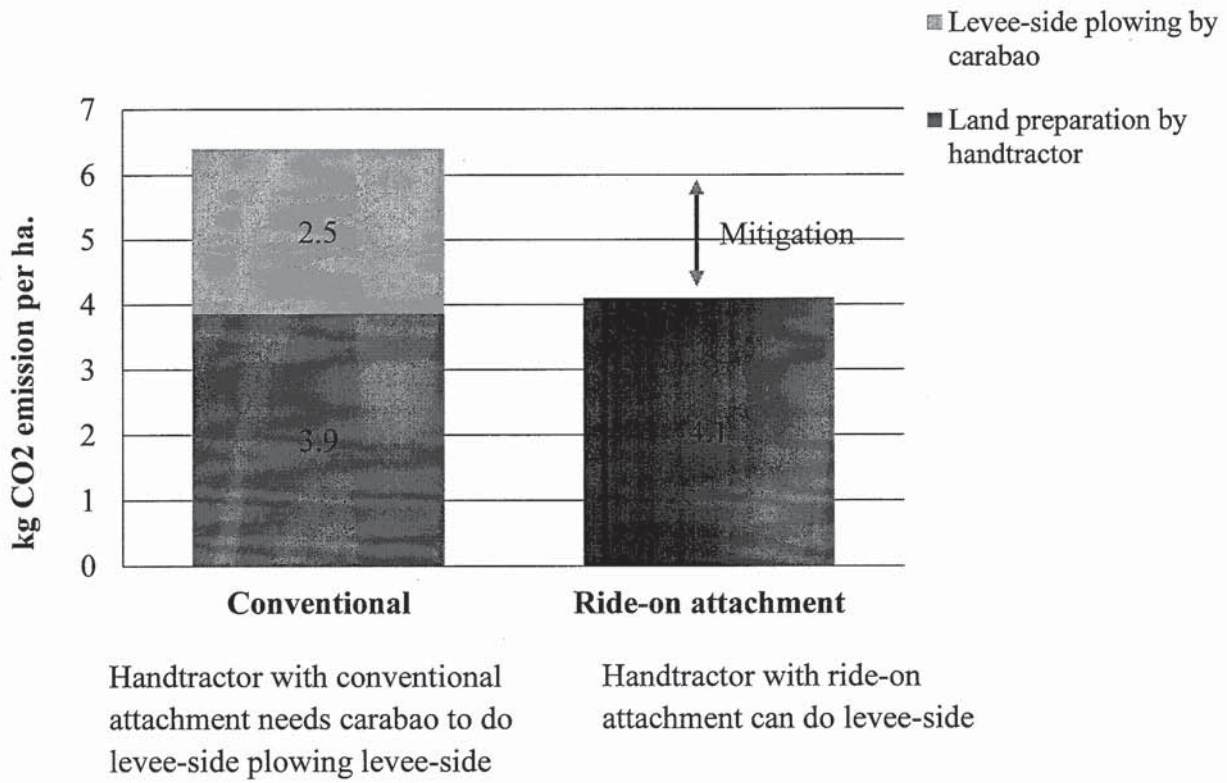 Levee-side plowing by
carabao
Land preparation by
handtractor
kg CO2 emission per ha.
7
6
5
4
3
2
1
0
2.5
3.9
Mitigation
4.1
Conventional
Ride-on attachment
Handtractor with conventional
attachment needs carabao to do
levee-side plowing levee-side
Handtractor with ride-on
attachment can do levee-side